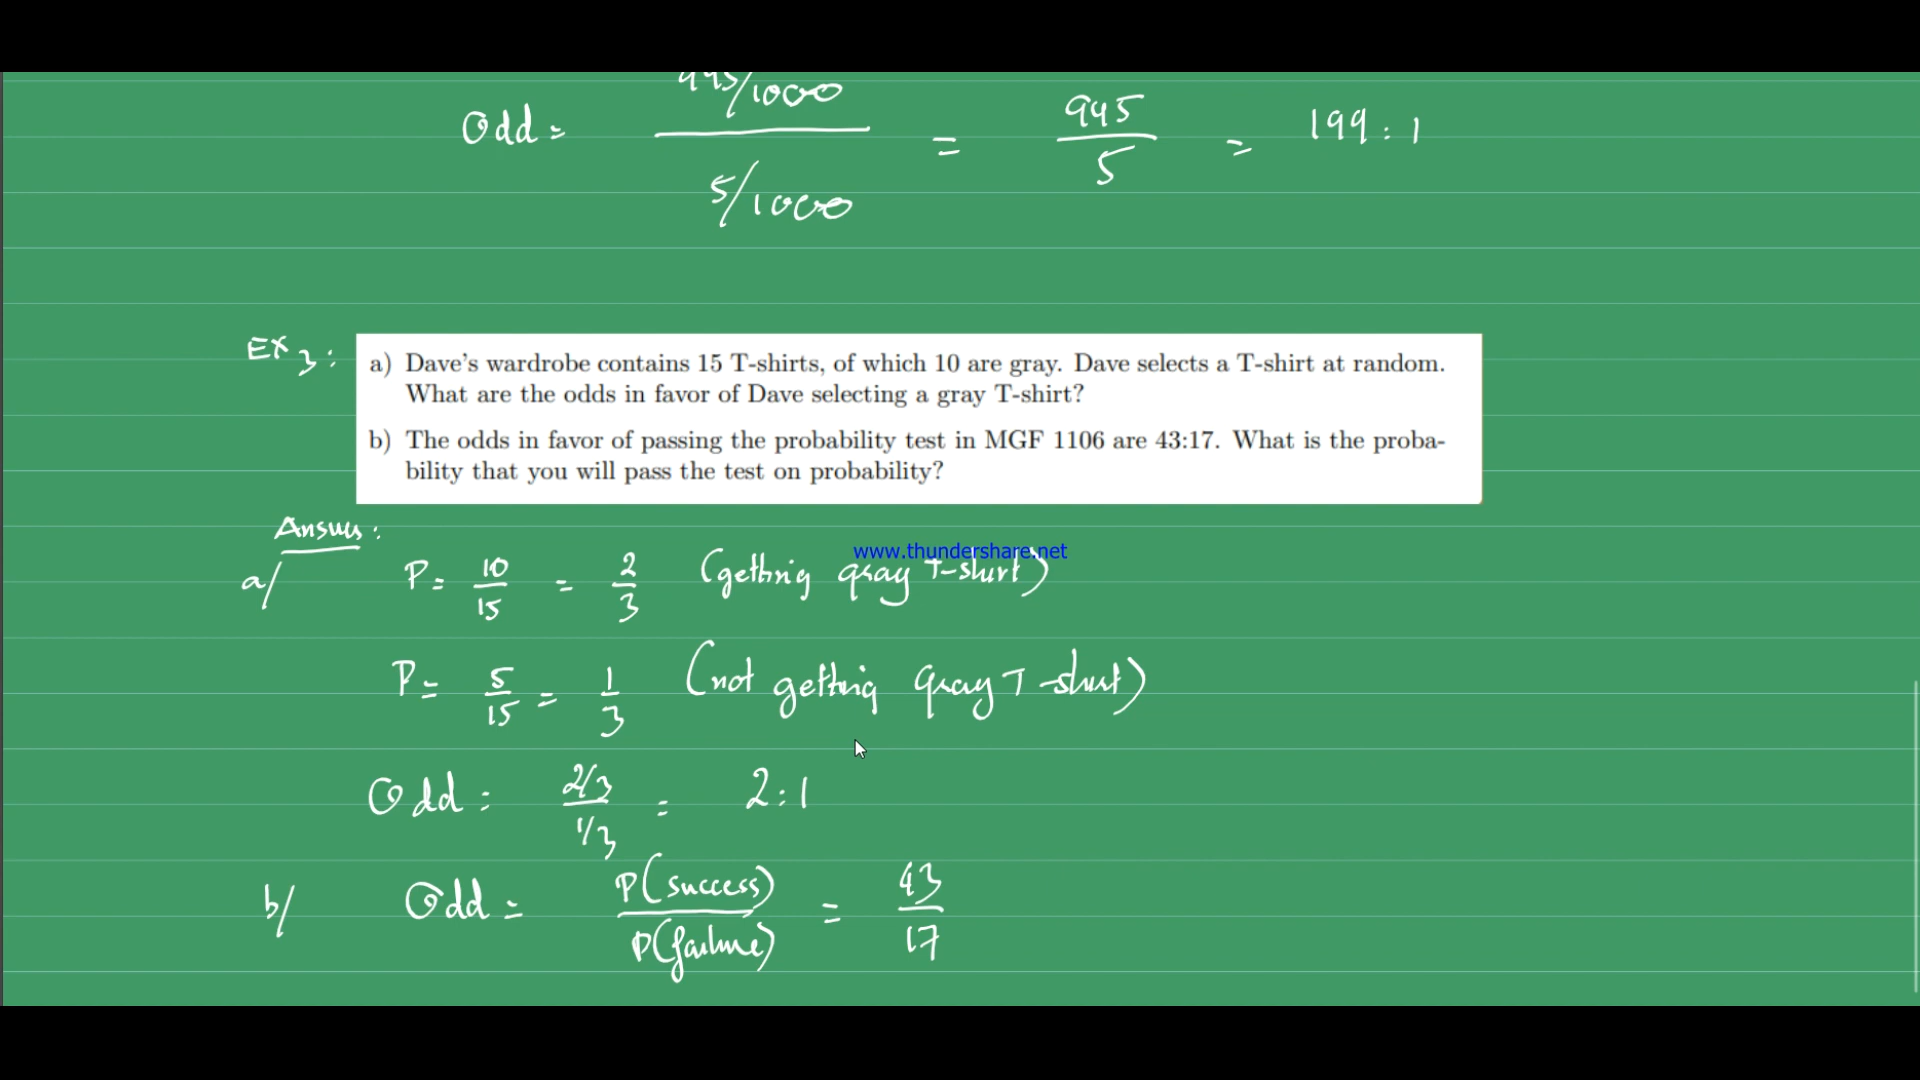 995/1000
Odd = ─── = 995/5 = 199 : 1
5/1000
Ex 3 :
a) Dave's wardrobe contains 15 T-shirts, of which 10 are gray. Dave selects a T-shirt at random.
What are the odds in favor of Dave selecting a gray T-shirt?
b) The odds in favor of passing the probability test in MGF 1106 are 43:17. What is the proba-
bility that you will pass the test on probability?
Answer :
www.thundershare.net
a/ P = 10/15 = 2/3 (getting gray T-shirt)
P = 5/15 = 1/3 (not getting gray T-shirt)
Odd = 2/3 / 1/3 = 2 : 1
b/ Odd = P(success) / P(failure) = 43/17